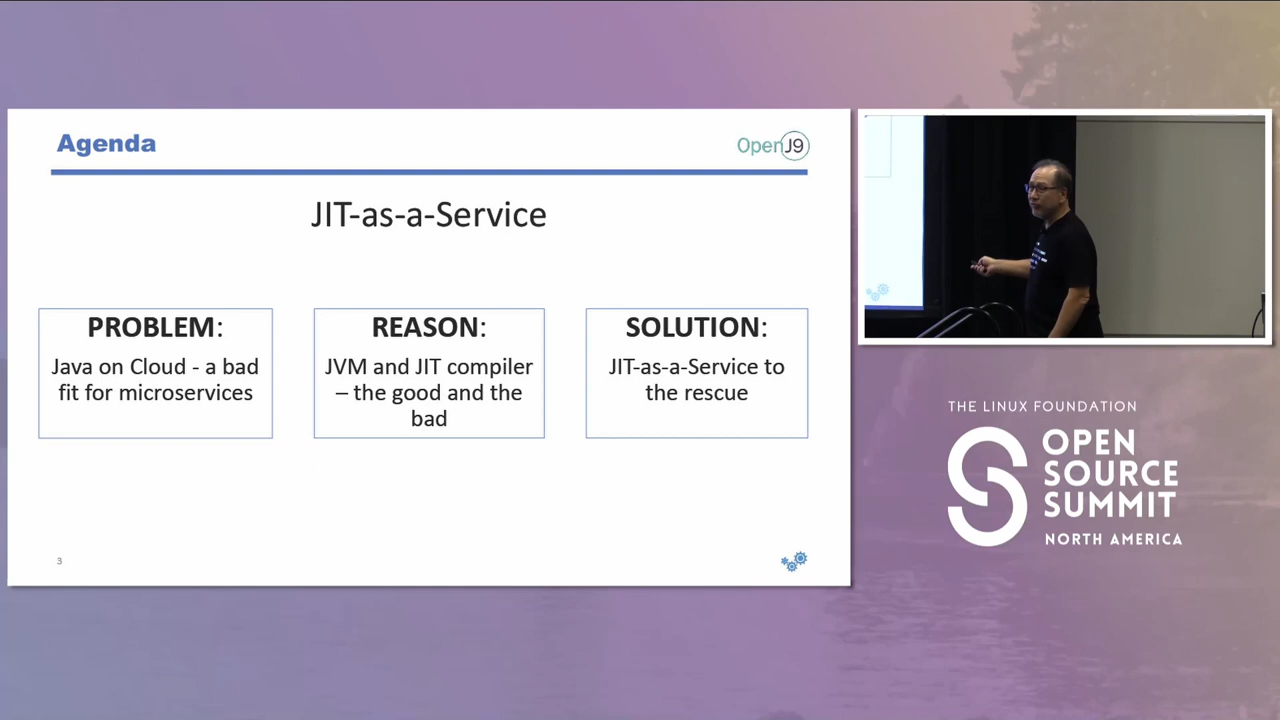 Agenda
OpenJ9
JIT-as-a-Service
PROBLEM:
Java on Cloud - a bad
fit for microservices
REASON:
JVM and JIT compiler
– the good and the
bad
SOLUTION:
JIT-as-a-Service to
the rescue
3
THE LINUX FOUNDATION
OPEN
SOURCE
SUMMIT
NORTH AMERICA